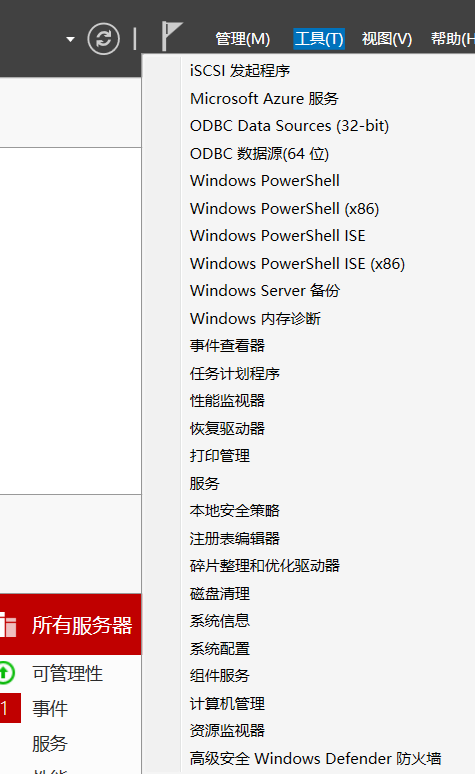 管理(M) 工具(T) 视图(V) 帮助(H
iSCSI 发起程序
Microsoft Azure 服务
ODBC Data Sources (32-bit)
ODBC 数据源(64 位)
Windows PowerShell
Windows PowerShell (x86)
Windows PowerShell ISE
Windows PowerShell ISE (x86)
Windows Server 备份
Windows 内存诊断
事件查看器
任务计划程序
性能监视器
恢复驱动器
打印管理
服务
本地安全策略
注册表编辑器
碎片整理和优化驱动器
磁盘清理
系统信息
系统配置
组件服务
计算机管理
资源监视器
高级安全 Windows Defender 防火墙
所有服务器
可管理性
1 事件
服务